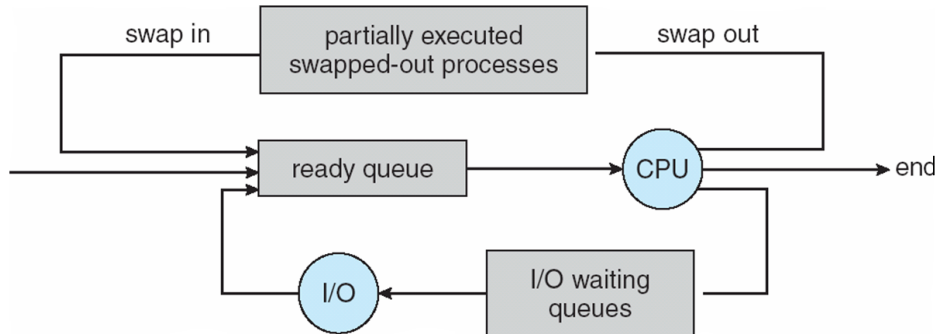 swap in
partially executed
swapped-out processes
swap out
ready queue
CPU
end
I/O
I/O waiting
queues